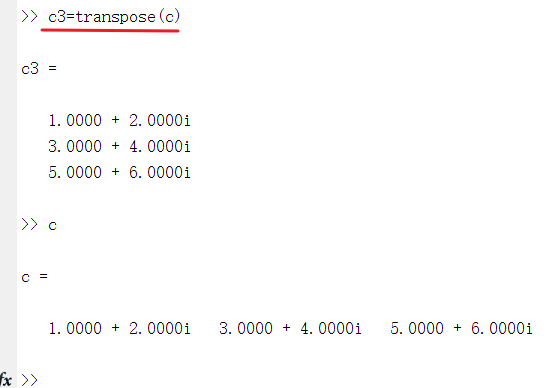 >> c3=transpose(c)
c3 =
1.0000 + 2.0000i
3.0000 + 4.0000i
5.0000 + 6.0000i
>> c
c =
1.0000 + 2.0000i   3.0000 + 4.0000i   5.0000 + 6.0000i
fx >>